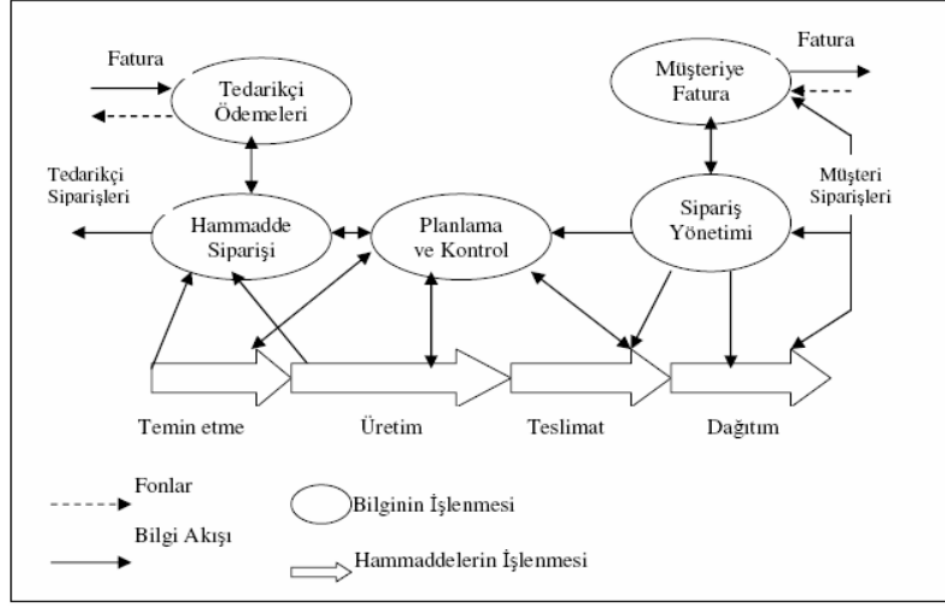 Fatura
Tedarikçi
Ödemeleri
Müşteriye
Fatura
Fatura
Tedarikçi
Siparişleri
Hammadde
Siparişi
Planlama
ve Kontrol
Sipariş
Yönetimi
Müşteri
Siparişleri
Temin etme
Üretim
Teslimat
Dağıtım
Fonlar
Bilginin İşlenmesi
Bilgi Akışı
Hammaddelerin İşlenmesi